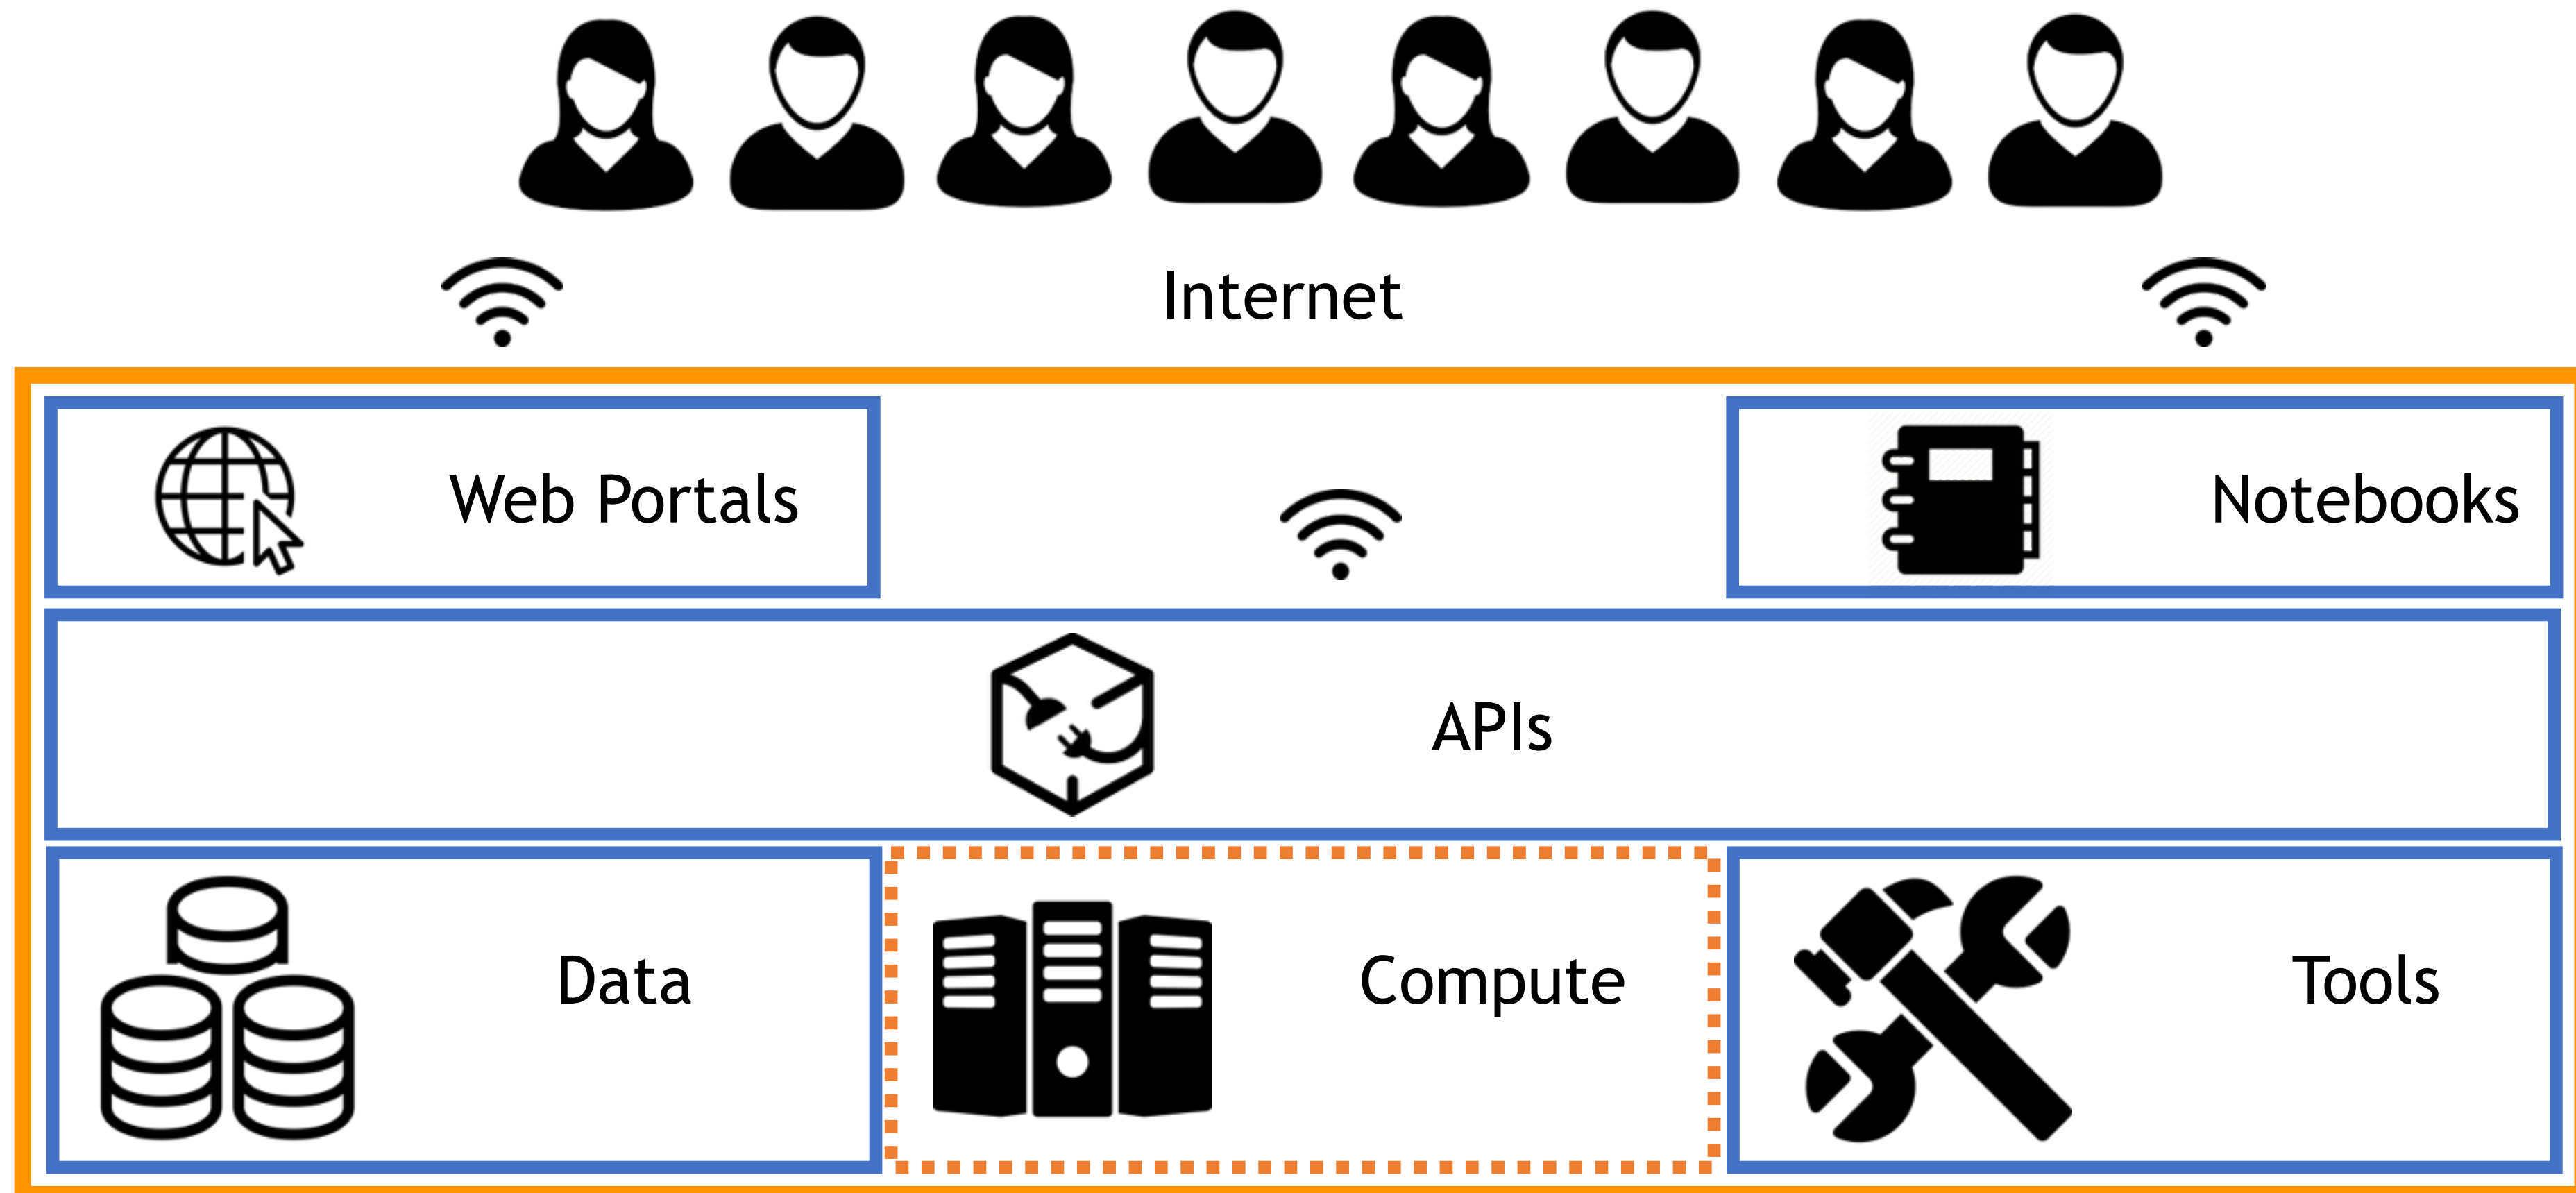 Internet
Web Portals
Notebooks
APIs
Data
Compute
Tools